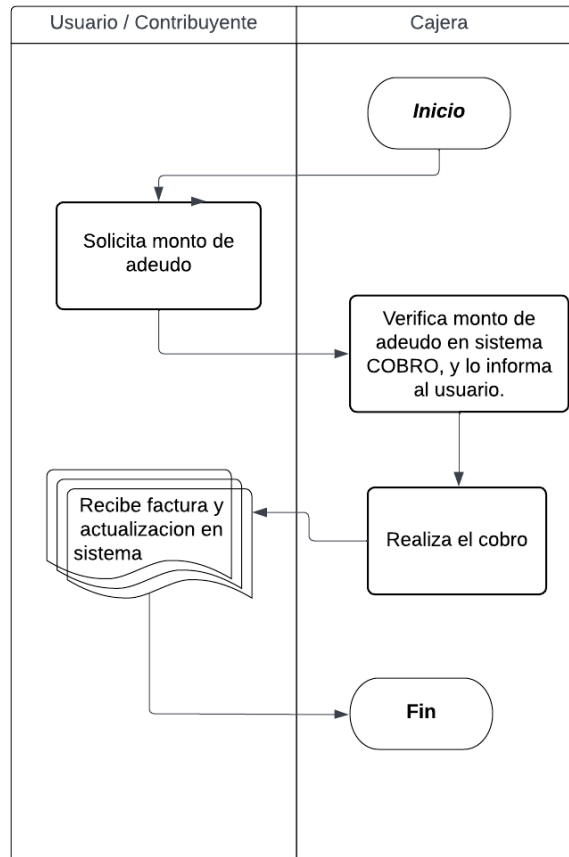 Usuario / Contribuyente
Cajera
Inicio
Solicita monto de
adeudo
Verifica monto de
adeudo en sistema
COBRO, y lo informa
al usuario.
Recibe factura y
actualizacion en
sistema
Realiza el cobro
Fin